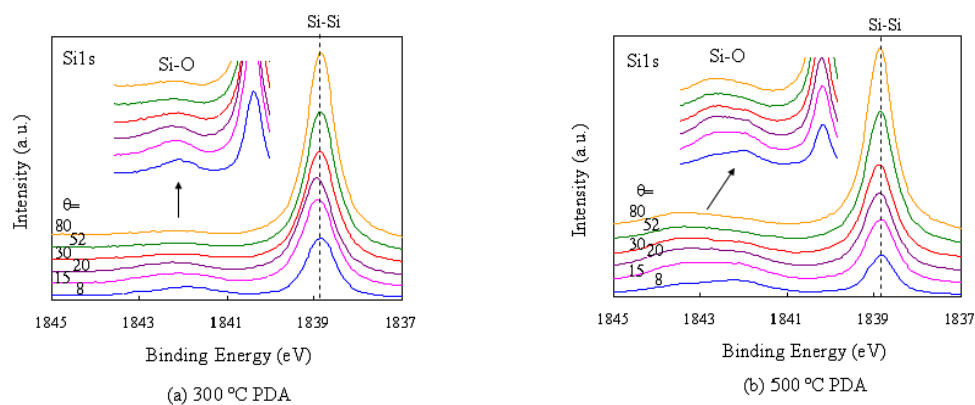 Si-Si
Si1s
Si-O
θ=
80
52
30
20
15
8
Intensity (a.u.)
1845 1843 1841 1839 1837
Binding Energy (eV)
(a) 300 °C PDA
Si-Si
Si1s
Si-O
θ=
80
52
30
20
15
8
Intensity (a.u.)
1845 1843 1841 1839 1837
Binding Energy (eV)
(b) 500 °C PDA